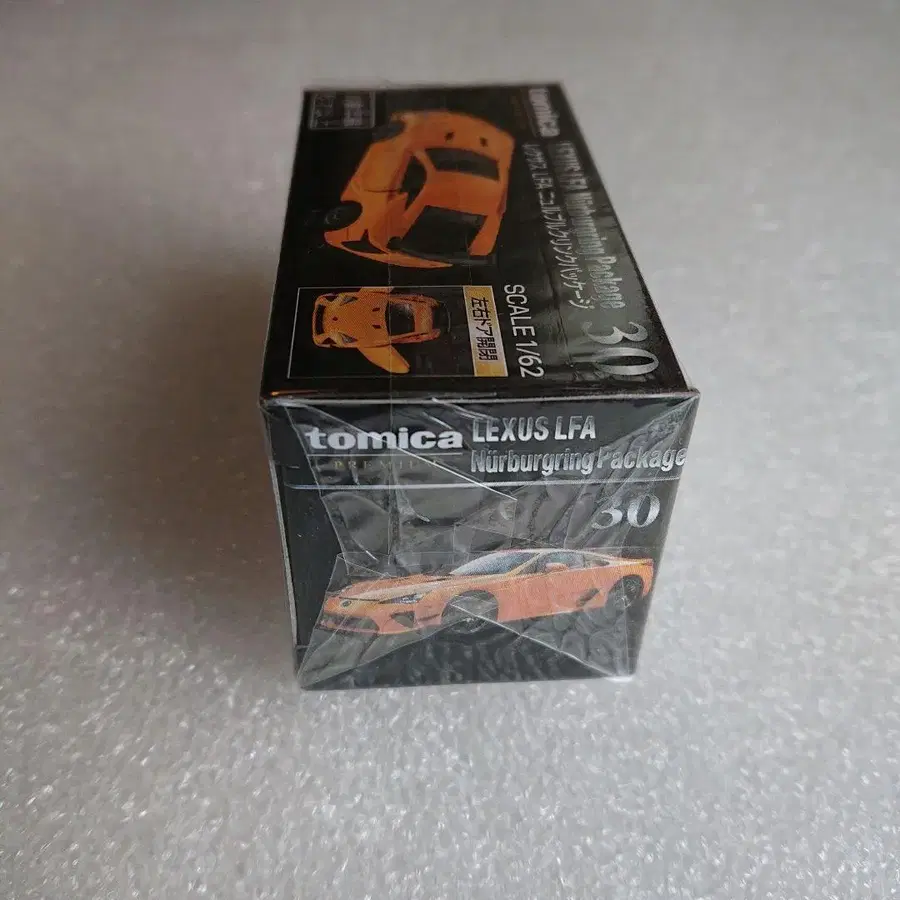 tomica
LEXUS LFA Nürburgring Package 30
レクサス LFA ニュルブルクリンクパッケージ
SCALE 1/62
左右ドア開閉
tomica
PREMIUM
LEXUS LFA
Nürburgring Package
30